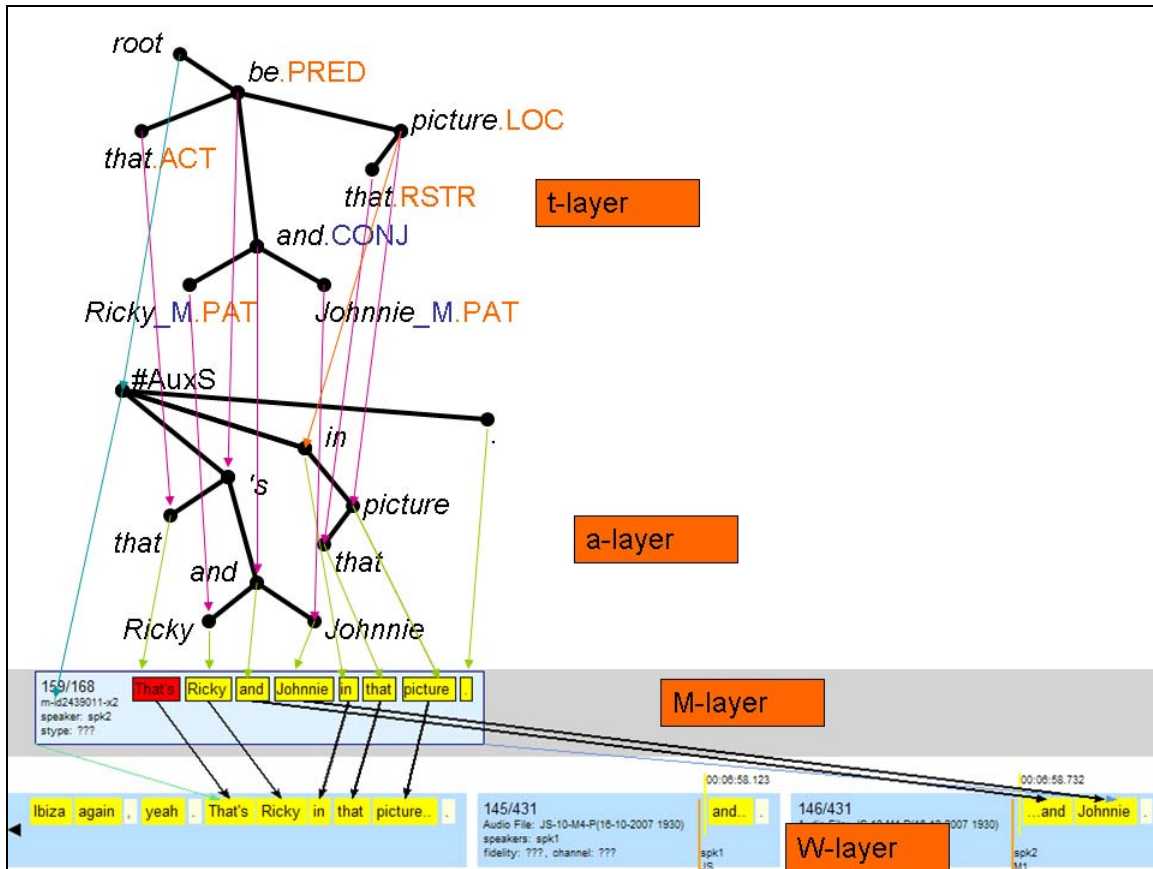 root
be.PRED
picture.LOC
that.ACT
that.RSTR
t-layer
and.CONJ
Ricky_M.PAT Johnnie_M.PAT
#AuxS
in .
's
picture
that that
a-layer
and
Ricky Johnnie
159/168 That's Ricky and Johnnie in that picture .
m-id2439011-x2
speaker: spk2
stype: ???
M-layer
00:06:58.123 00:06:58.732
Ibiza again , yeah . That's Ricky in that picture.. . 145/431 and.. . 146/431 ...and Johnnie .
Audio File: JS-10-M4-P(16-10-2007 1930)
speakers: spk1
fidelity: ???, channel: ???
spk1 spk2
W-layer